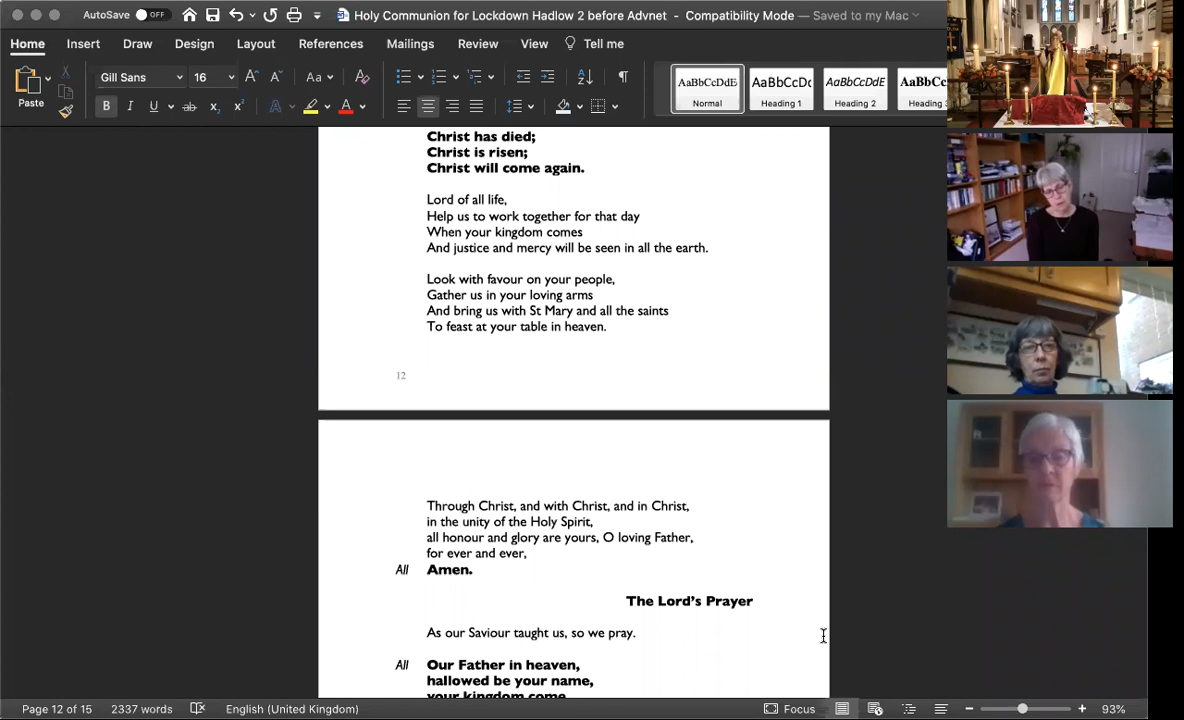 AutoSave OFF Holy Communion for Lockdown Hadlow 2 before Advnet - Compatibility Mode — Saved to my Mac
Home Insert Draw Design Layout References Mailings Review View Tell me
Paste Gill Sans 16 Aa AaBbCcDdE Normal AaBbCcDc Heading 1 AaBbCcDdE Heading 2 AaBbCc Heading
Christ has died;
Christ is risen;
Christ will come again.
Lord of all life,
Help us to work together for that day
When your kingdom comes
And justice and mercy will be seen in all the earth.
Look with favour on your people,
Gather us in your loving arms
And bring us with St Mary and all the saints
To feast at your table in heaven.
12
Through Christ, and with Christ, and in Christ,
in the unity of the Holy Spirit,
all honour and glory are yours, O loving Father,
for ever and ever,
All Amen.
The Lord's Prayer
As our Saviour taught us, so we pray.
All Our Father in heaven,
hallowed be your name,
your kingdom come
Page 12 of 15 2337 words English (United Kingdom) Focus 93%